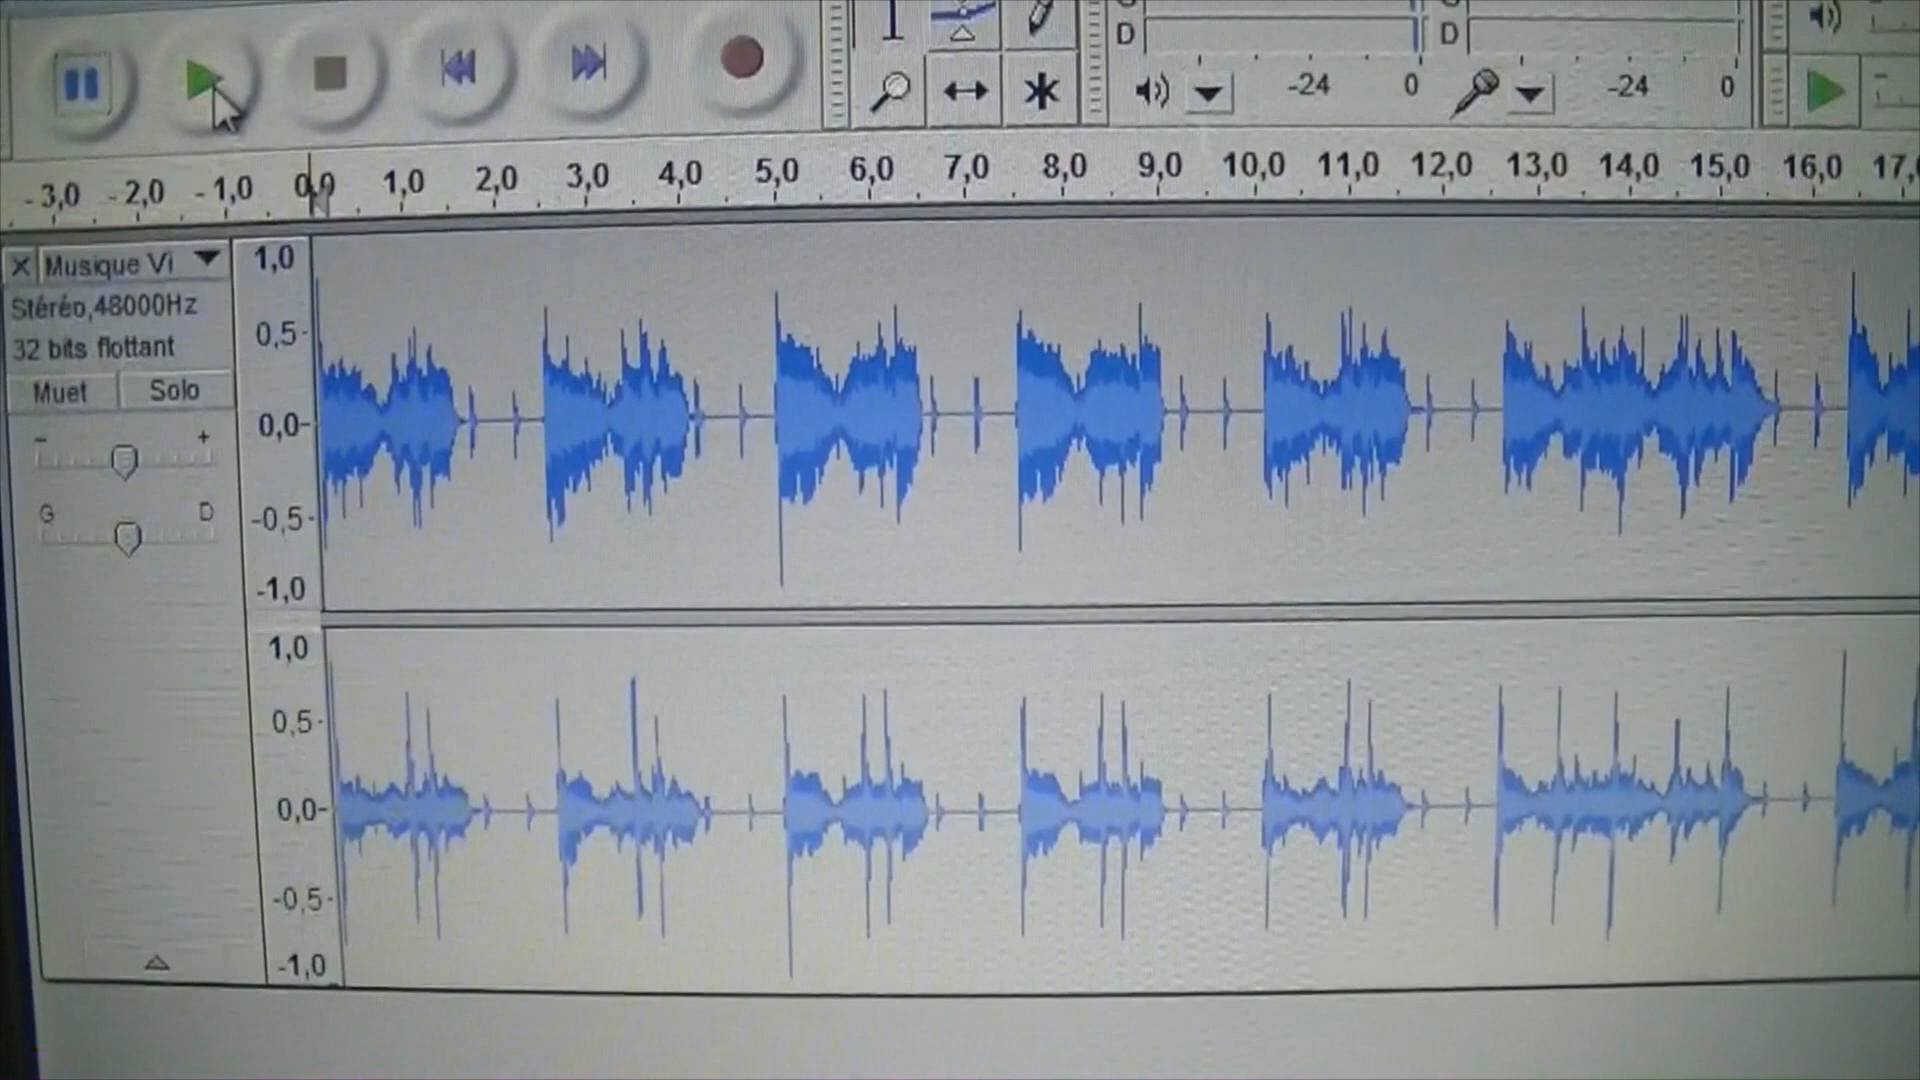 D D
-24 0 -24 0
-3,0 -2,0 -1,0 0,0 1,0 2,0 3,0 4,0 5,0 6,0 7,0 8,0 9,0 10,0 11,0 12,0 13,0 14,0 15,0 16,0 17,0
X Musique Vi
Stéréo,48000Hz
32 bits flottant
Muet Solo
- +
G D
1,0
0,5
0,0
-0,5
-1,0
1,0
0,5
0,0
-0,5
-1,0